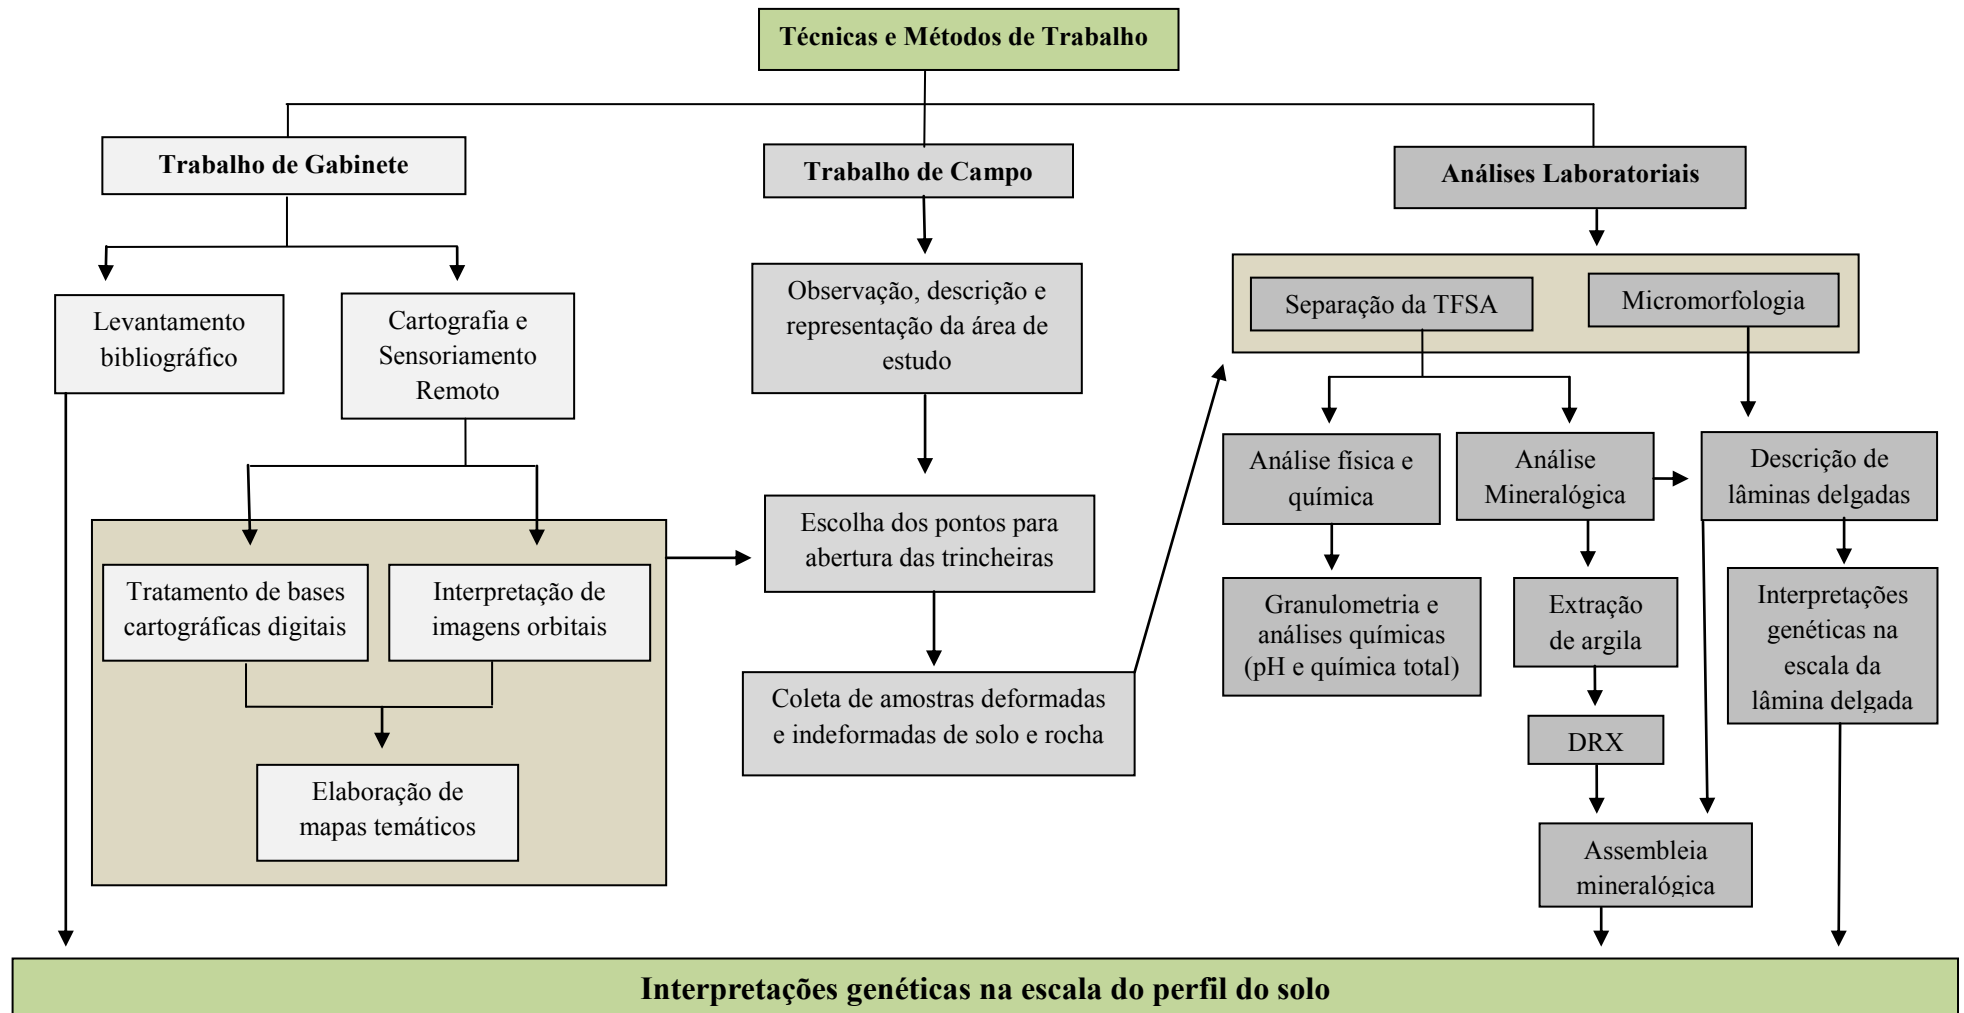 Técnicas e Métodos de Trabalho
Trabalho de Gabinete
Trabalho de Campo
Análises Laboratoriais
Levantamento
bibliográfico
Cartografia e
Sensoriamento
Remoto
Observação, descrição e
representação da área de
estudo
Separação da TFSA
Micromorfologia
Análise física e
química
Análise
Mineralógica
Descrição de
lâminas delgadas
Escolha dos pontos para
abertura das trincheiras
Tratamento de bases
cartográficas digitais
Interpretação de
imagens orbitais
Granulometria e
análises químicas
(pH e química total)
Extração
de argila
Interpretações
genéticas na
escala da
lâmina delgada
Coleta de amostras deformadas
e indeformadas de solo e rocha
DRX
Elaboração de
mapas temáticos
Assembleia
mineralógica
Interpretações genéticas na escala do perfil do solo